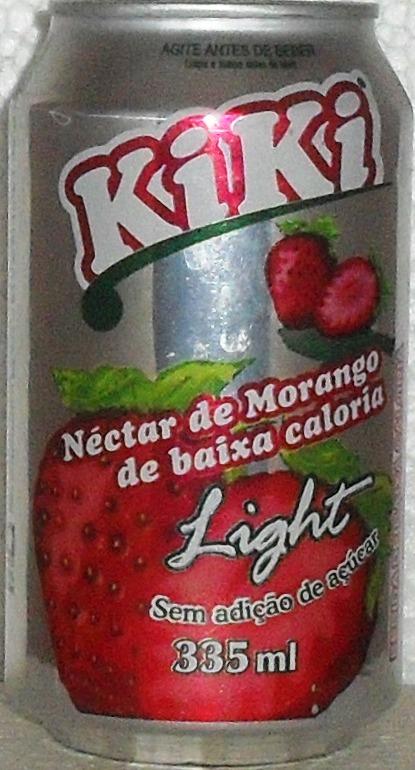 AGITE ANTES DE BEBER
KiKi
Néctar de Morango
de baixa caloria
Light
Sem adição de açúcar
335 ml